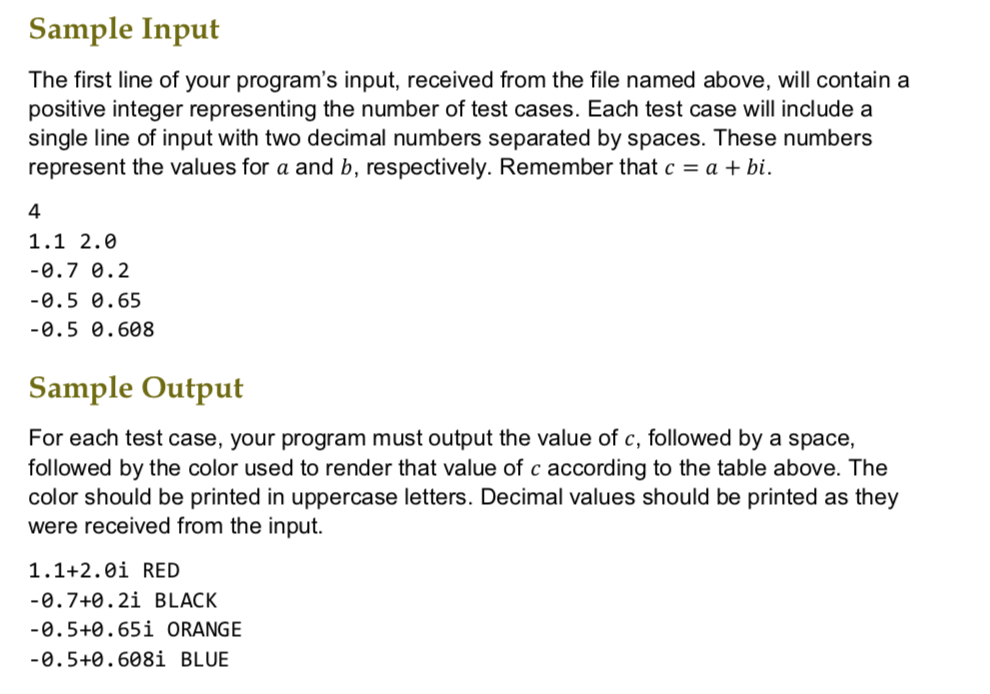 Sample Input
The first line of your program's input, received from the file named above, will contain a
positive integer representing the number of test cases. Each test case will include a
single line of input with two decimal numbers separated by spaces. These numbers
represent the values for a and b, respectively. Remember that c = a + bi.
4
1.1 2.0
-0.7 0.2
-0.5 0.65
-0.5 0.608
Sample Output
For each test case, your program must output the value of c, followed by a space,
followed by the color used to render that value of c according to the table above. The
color should be printed in uppercase letters. Decimal values should be printed as they
were received from the input.
1.1+2.0i RED
-0.7+0.2i BLACK
-0.5+0.65i ORANGE
-0.5+0.608i BLUE